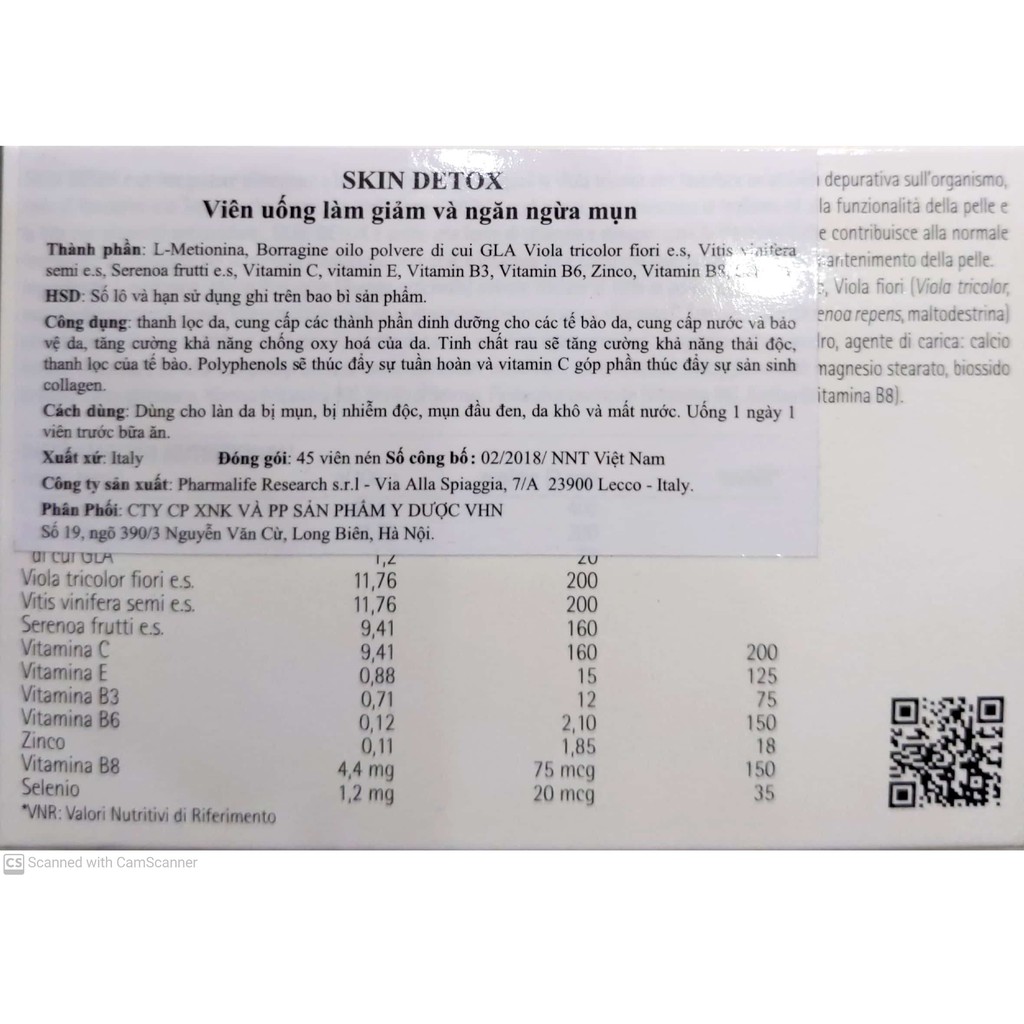 SKIN DETOX
Viên uống làm giảm và ngăn ngừa mụn
Thành phần: L-Metionina, Borragine oilo polvere di cui GLA Viola tricolor fiori e.s, Vitis vinifera
semi e.s, Serenoa frutti e.s, Vitamin C, vitamin E, Vitamin B3, Vitamin B6, Zinco, Vitamin B8,
HSD: Số lô và hạn sử dụng ghi trên bao bì sản phẩm.
Công dụng: thanh lọc da, cung cấp các thành phần dinh dưỡng cho các tế bào da, cung cấp nước và bảo
vệ da, tăng cường khả năng chống oxy hoá của da. Tinh chất rau sẽ tăng cường khả năng thải độc,
thanh lọc của tế bào. Polyphenols sẽ thúc đẩy sự tuần hoàn và vitamin C góp phần thúc đẩy sự sản sinh
collagen.
Cách dùng: Dùng cho làn da bị mụn, bị nhiễm độc, mụn đầu đen, da khô và mất nước. Uống 1 ngày 1
viên trước bữa ăn.
Xuất xứ: Italy Đóng gói: 45 viên nén Số công bố: 02/2018/ NNT Việt Nam
Công ty sản xuất: Pharmalife Research s.r.l - Via Alla Spiaggia, 7/A 23900 Lecco - Italy.
Phân Phối: CTY CP XNK VÀ PP SẢN PHẨM Y DƯỢC VHN
Số 19, ngõ 390/3 Nguyễn Văn Cừ, Long Biên, Hà Nội.
depurativa sull'organismo,
la funzionalità della pelle e
e contribuisce alla normale
antenimento della pelle.
Viola fiori (Viola tricolor,
enoa repens, maltodestrina)
dro, agente di carica: calcio
magnesio stearato, biossido
itamina B8).
di cui GLA 1,2 20
Viola tricolor fiori e.s. 11,76 200
Vitis vinifera semi e.s. 11,76 200
Serenoa frutti e.s. 9,41 160
Vitamina C 9,41 160 200
Vitamina E 0,88 15 125
Vitamina B3 0,71 12 75
Vitamina B6 0,12 2,10 150
Zinco 0,11 1,85 18
Vitamina B8 4,4 mg 75 mcg 150
Selenio 1,2 mg 20 mcg 35
*VNR: Valori Nutritivi di Riferimento
CS Scanned with CamScanner